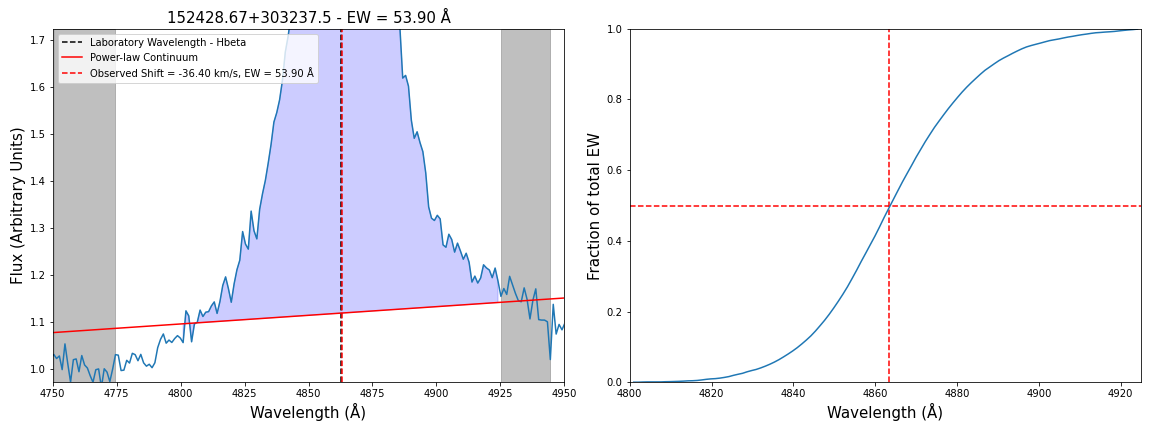 152428.67+303237.5 - EW = 53.90 Å
Laboratory Wavelength - Hbeta
Power-law Continuum
Observed Shift = -36.40 km/s, EW = 53.90 Å
Flux (Arbitrary Units)
1.7
1.6
1.5
1.4
1.3
1.2
1.1
1.0
4750 4775 4800 4825 4850 4875 4900 4925 4950
Wavelength (Å)
Fraction of total EW
1.0
0.8
0.6
0.4
0.2
0.0
4800 4820 4840 4860 4880 4900 4920
Wavelength (Å)